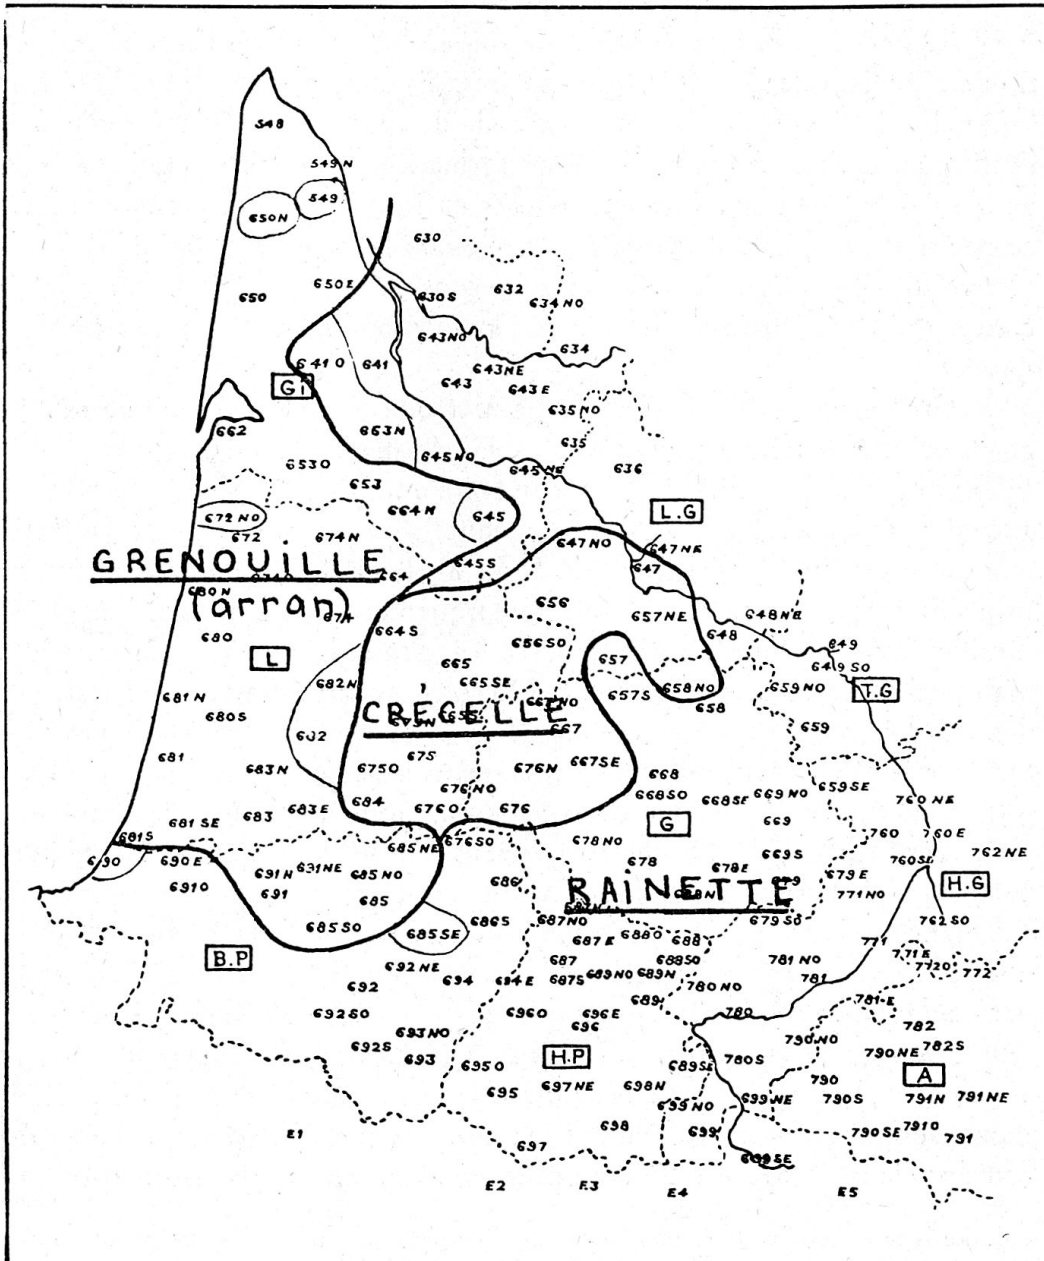 548
549 N
549
650 N
630
650 E
632
650
630 S
634 NO
643 NO
634
641 O
641
643 NE
Gi
643
643 E
635 NO
662
663 N
635
645 NO
653 O
645 NE
636
653
664 N
672 NO
645
L.G
672
674 N
647 NO
647 NE
GRENOUILLE
645 S
647
664
680 N
(arran)
656
657 NE
648 NE
664 S
648
680
656 SO
649
L
665
657
649 SO
682 N
665 SE
658 NO
659 NO
T.G
681 N
657 S
658
CRÉCELLE
680 S
659
667
682
681
675
675 O
676 N
667 SE
683 N
668
676 NO
668 SO
668 SE
669 NO
659 SE
684
760 NE
683 E
676 O
676
683
681 SE
G
669
681 S
760
760 E
676 SO
678 NO
685 NE
669 S
762 NE
690
690 E
678
760 SE
691 NE
678 E
691 N
685 NO
679 E
686
679
H.G
691 O
RAINETTE
771 NO
691
685
687 NO
679 SO
762 SO
685 SO
686 S
685 SE
688 O
688
687 E
771
771 E
B.P
687
688 SO
781 NO
692 NE
772 O
772
694
694 E
687 S
689 NO
689 N
781
692
780 NO
689
781 E
692 SO
696 O
696 E
780
782
693 NO
696
790 NO
692 S
782 S
790 NE
693
H.P
780 S
695 O
689 SE
A
790
697 NE
698 N
695
699 NE
790 S
791 N
791 NE
699 NO
698
791 O
E1
699
790 SE
791
697
699 SE
E2
E3
E4
E5